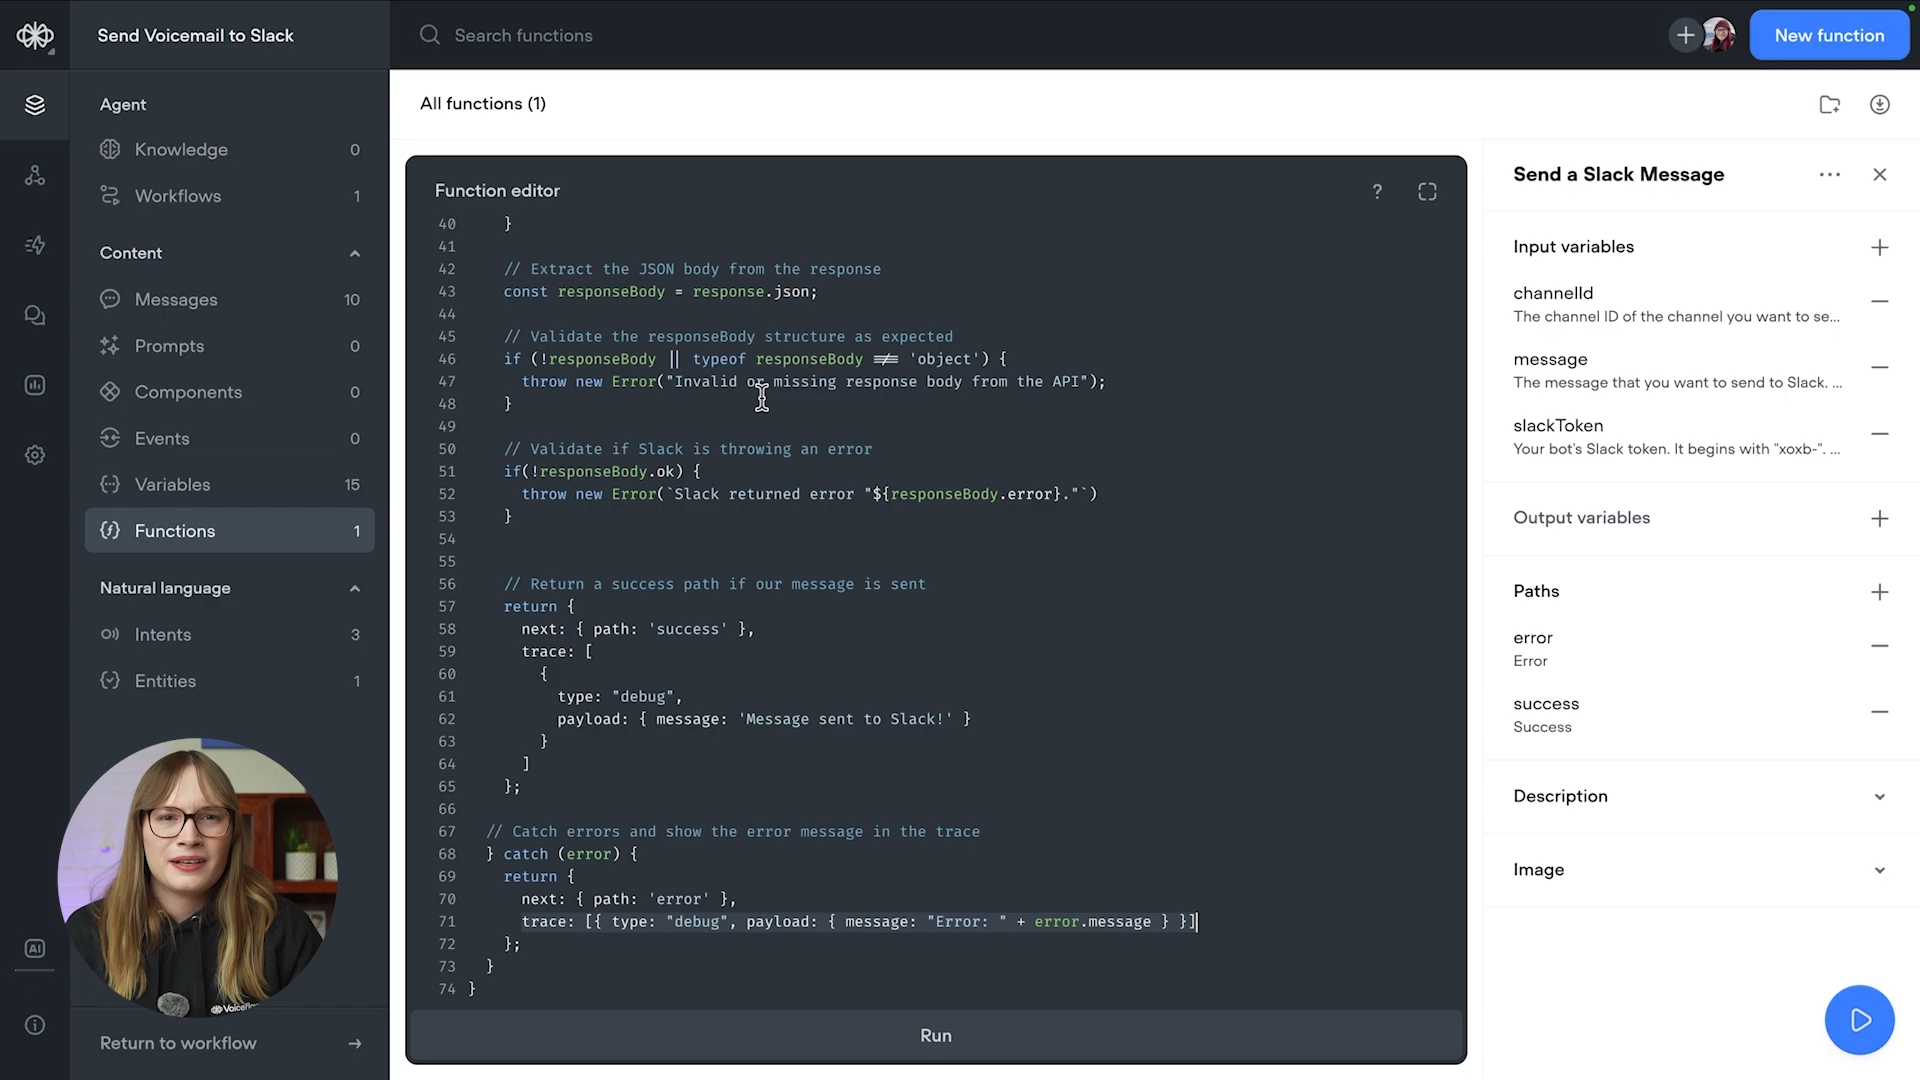 Send Voicemail to Slack
Search functions
New function
Agent
Knowledge 0
Workflows 1
Content
Messages 10
Prompts 0
Components 0
Events 0
Variables 15
Functions 1
Natural language
Intents 3
Entities 1
Return to workflow
All functions (1)
Function editor
40 }
41
42 // Extract the JSON body from the response
43 const responseBody = response.json;
44
45 // Validate the responseBody structure as expected
46 if (!responseBody || typeof responseBody !== 'object') {
47 throw new Error("Invalid or missing response body from the API");
48 }
49
50 // Validate if Slack is throwing an error
51 if(!responseBody.ok) {
52 throw new Error(`Slack returned error "${responseBody.error}."`)
53 }
54
55
56 // Return a success path if our message is sent
57 return {
58 next: { path: 'success' },
59 trace: [
60 {
61 type: "debug",
62 payload: { message: 'Message sent to Slack!' }
63 }
64 ]
65 };
66
67 // Catch errors and show the error message in the trace
68 } catch (error) {
69 return {
70 next: { path: 'error' },
71 trace: [{ type: "debug", payload: { message: "Error: " + error.message } }]
72 };
73 }
74 }
Run
Send a Slack Message
Input variables
channelId
The channel ID of the channel you want to se...
message
The message that you want to send to Slack. ...
slackToken
Your bot's Slack token. It begins with "xoxb-". ...
Output variables
Paths
error
Error
success
Success
Description
Image
AI